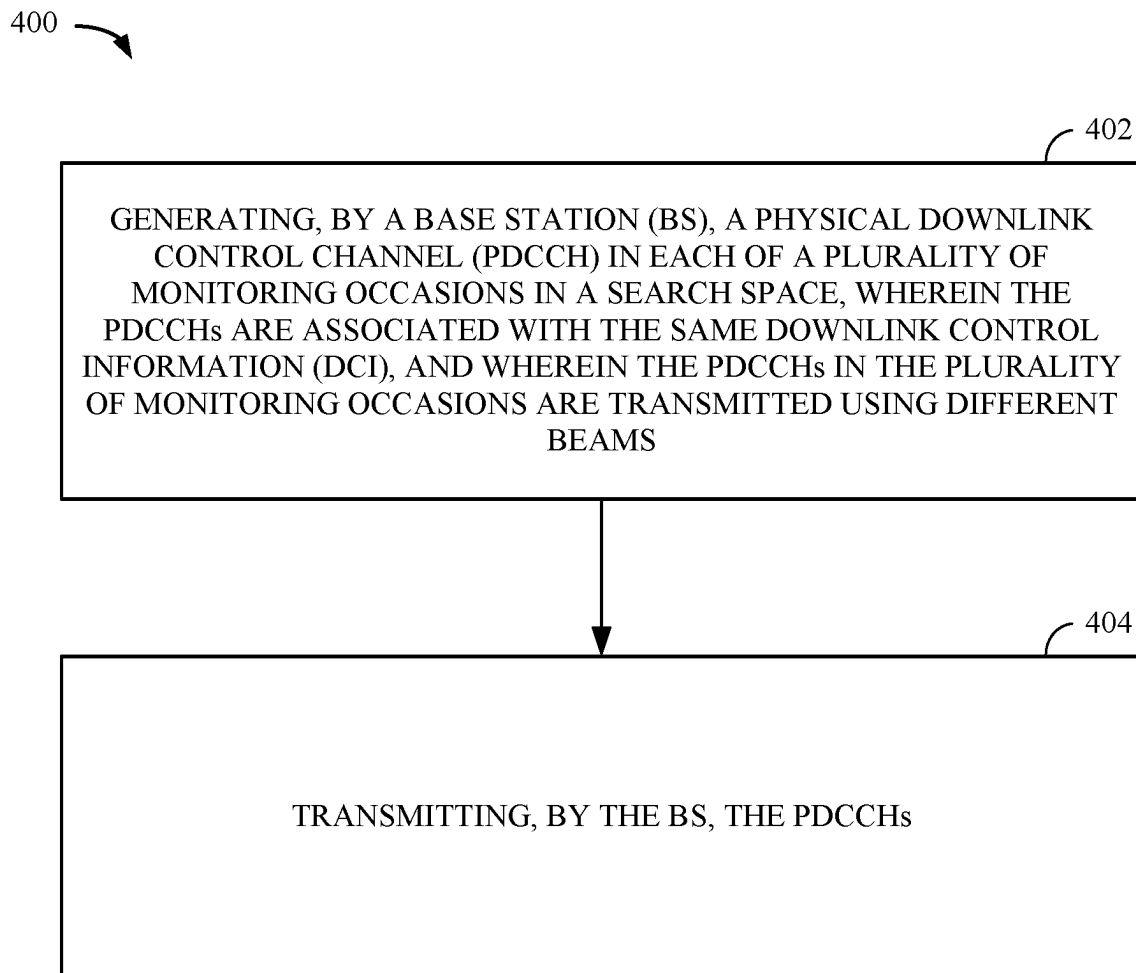 400
402
GENERATING, BY A BASE STATION (BS), A PHYSICAL DOWNLINK
CONTROL CHANNEL (PDCCH) IN EACH OF A PLURALITY OF
MONITORING OCCASIONS IN A SEARCH SPACE, WHEREIN THE
PDCCHs ARE ASSOCIATED WITH THE SAME DOWNLINK CONTROL
INFORMATION (DCI), AND WHEREIN THE PDCCHs IN THE PLURALITY
OF MONITORING OCCASIONS ARE TRANSMITTED USING DIFFERENT
BEAMS
404
TRANSMITTING, BY THE BS, THE PDCCHs